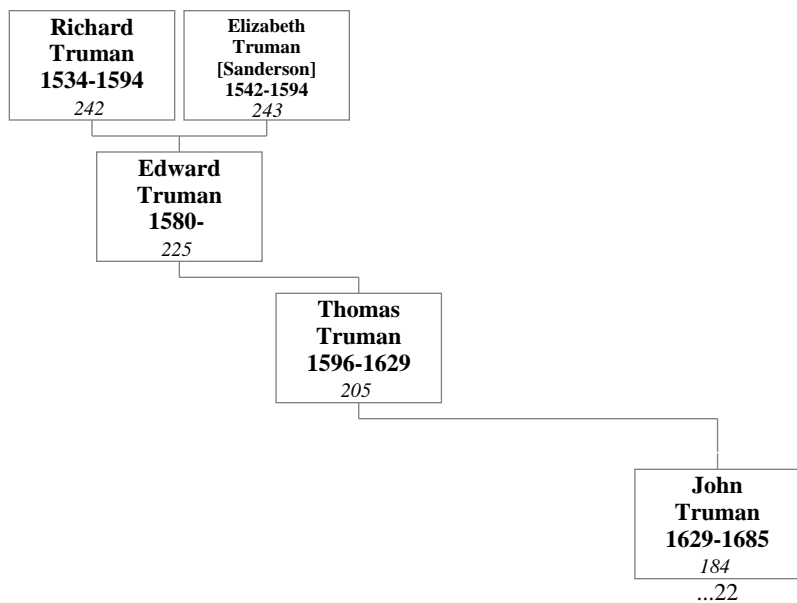 Richard
Truman
1534-1594
242
Elizabeth
Truman
[Sanderson]
1542-1594
243
Edward
Truman
1580-
225
Thomas
Truman
1596-1629
205
John
Truman
1629-1685
184
...22